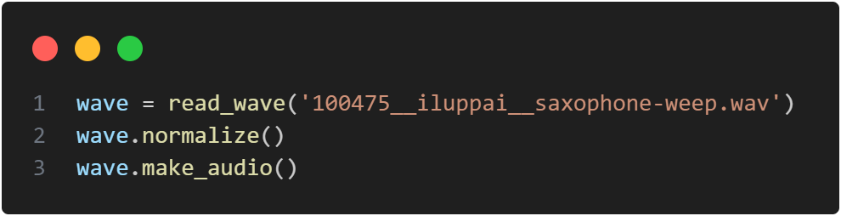 1 wave = read_wave('100475__iluppai__saxophone-weep.wav')
2 wave.normalize()
3 wave.make_audio()